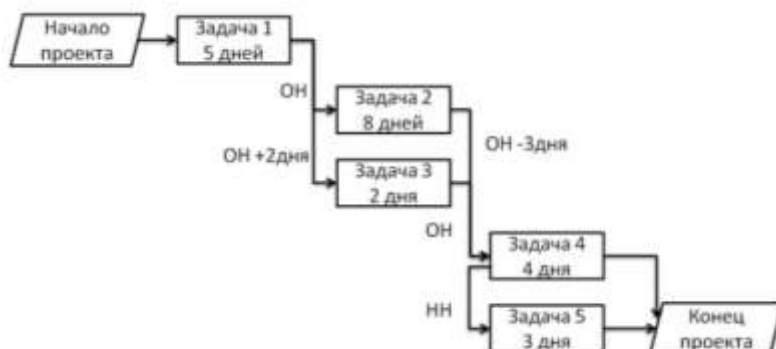 Начало
проекта
Задача 1
5 дней
ОН
Задача 2
8 дней
ОН -3дня
ОН +2дня
Задача 3
2 дня
ОН
Задача 4
4 дня
НН
Задача 5
3 дня
Конец
проекта